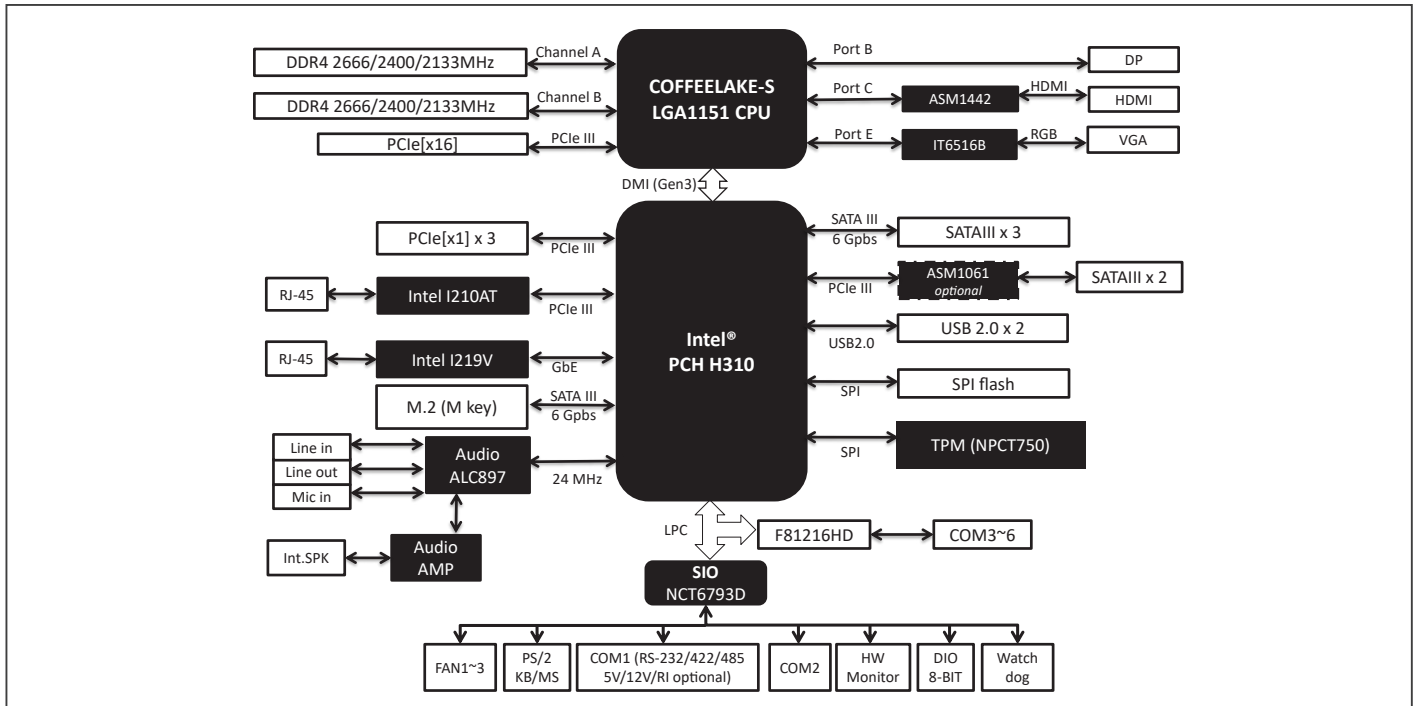 DDR4 2666/2400/2133MHz
Channel A
DDR4 2666/2400/2133MHz
Channel B
PCIe[x16]
PCIe III
COFFEELAKE-S
LGA1151 CPU
Port B
DP
Port C
ASM1442
HDMI
HDMI
Port E
IT6516B
RGB
VGA
DMI (Gen3)
PCIe[x1] x 3
PCIe III
RJ-45
Intel I210AT
PCIe III
RJ-45
Intel I219V
GbE
M.2 (M key)
SATA III
6 Gpbs
Line in
Line out
Mic in
Audio
ALC897
24 MHz
Int.SPK
Audio
AMP
Intel®
PCH H310
SATA III
6 Gpbs
SATAIII x 3
PCIe III
ASM1061
optional
SATAIII x 2
USB2.0
USB 2.0 x 2
SPI
SPI flash
SPI
TPM (NPCT750)
LPC
F81216HD
COM3~6
SIO
NCT6793D
FAN1~3
PS/2
KB/MS
COM1 (RS-232/422/485
5V/12V/RI optional)
COM2
HW
Monitor
DIO
8-BIT
Watch
dog